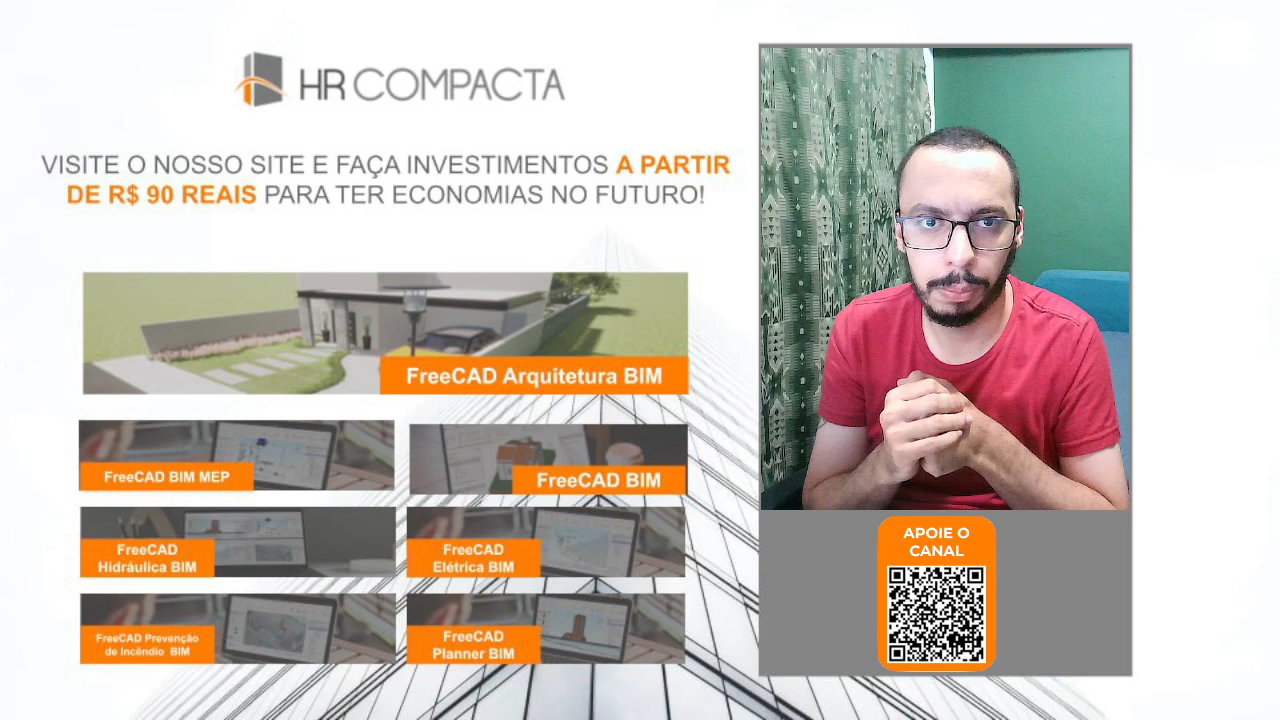 HR COMPACTA
VISITE O NOSSO SITE E FAÇA INVESTIMENTOS A PARTIR
DE R$ 90 REAIS PARA TER ECONOMIAS NO FUTURO!
FreeCAD Arquitetura BIM
FreeCAD BIM MEP
FreeCAD BIM
FreeCAD
Hidráulica BIM
FreeCAD
Elétrica BIM
FreeCAD Prevenção
de Incêndio BIM
FreeCAD
Planner BIM
APOIE O
CANAL